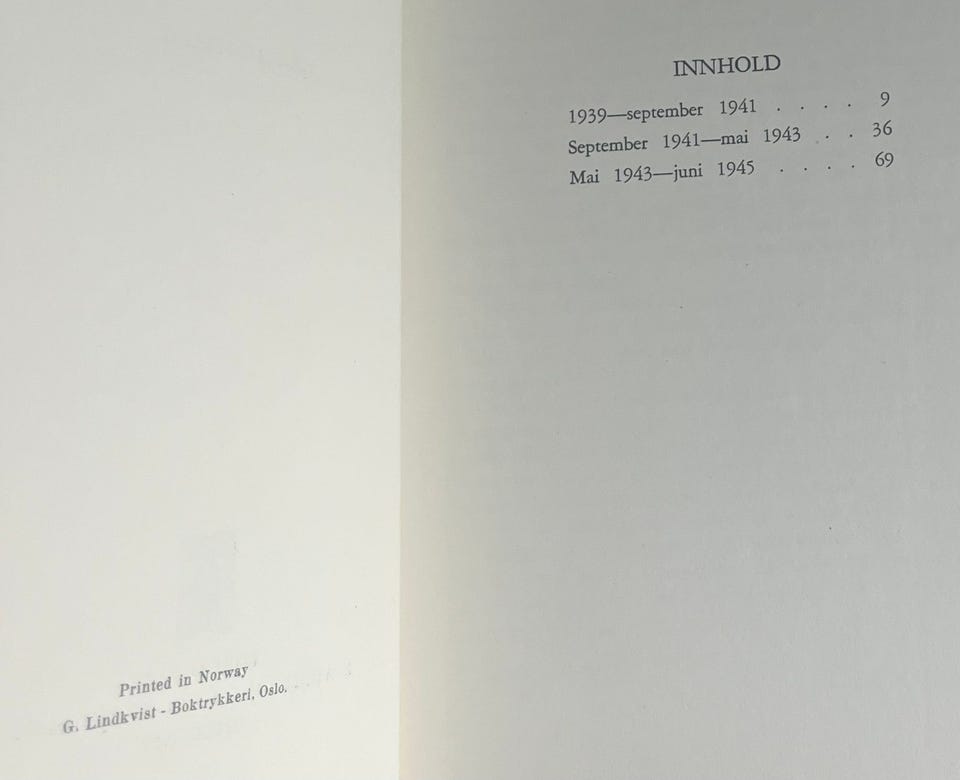 Printed in Norway
G. Lindkvist - Boktrykkeri, Oslo.
INNHOLD
1939—september 1941 . . . . 9
September 1941—mai 1943 . . 36
Mai 1943—juni 1945 . . . . 69